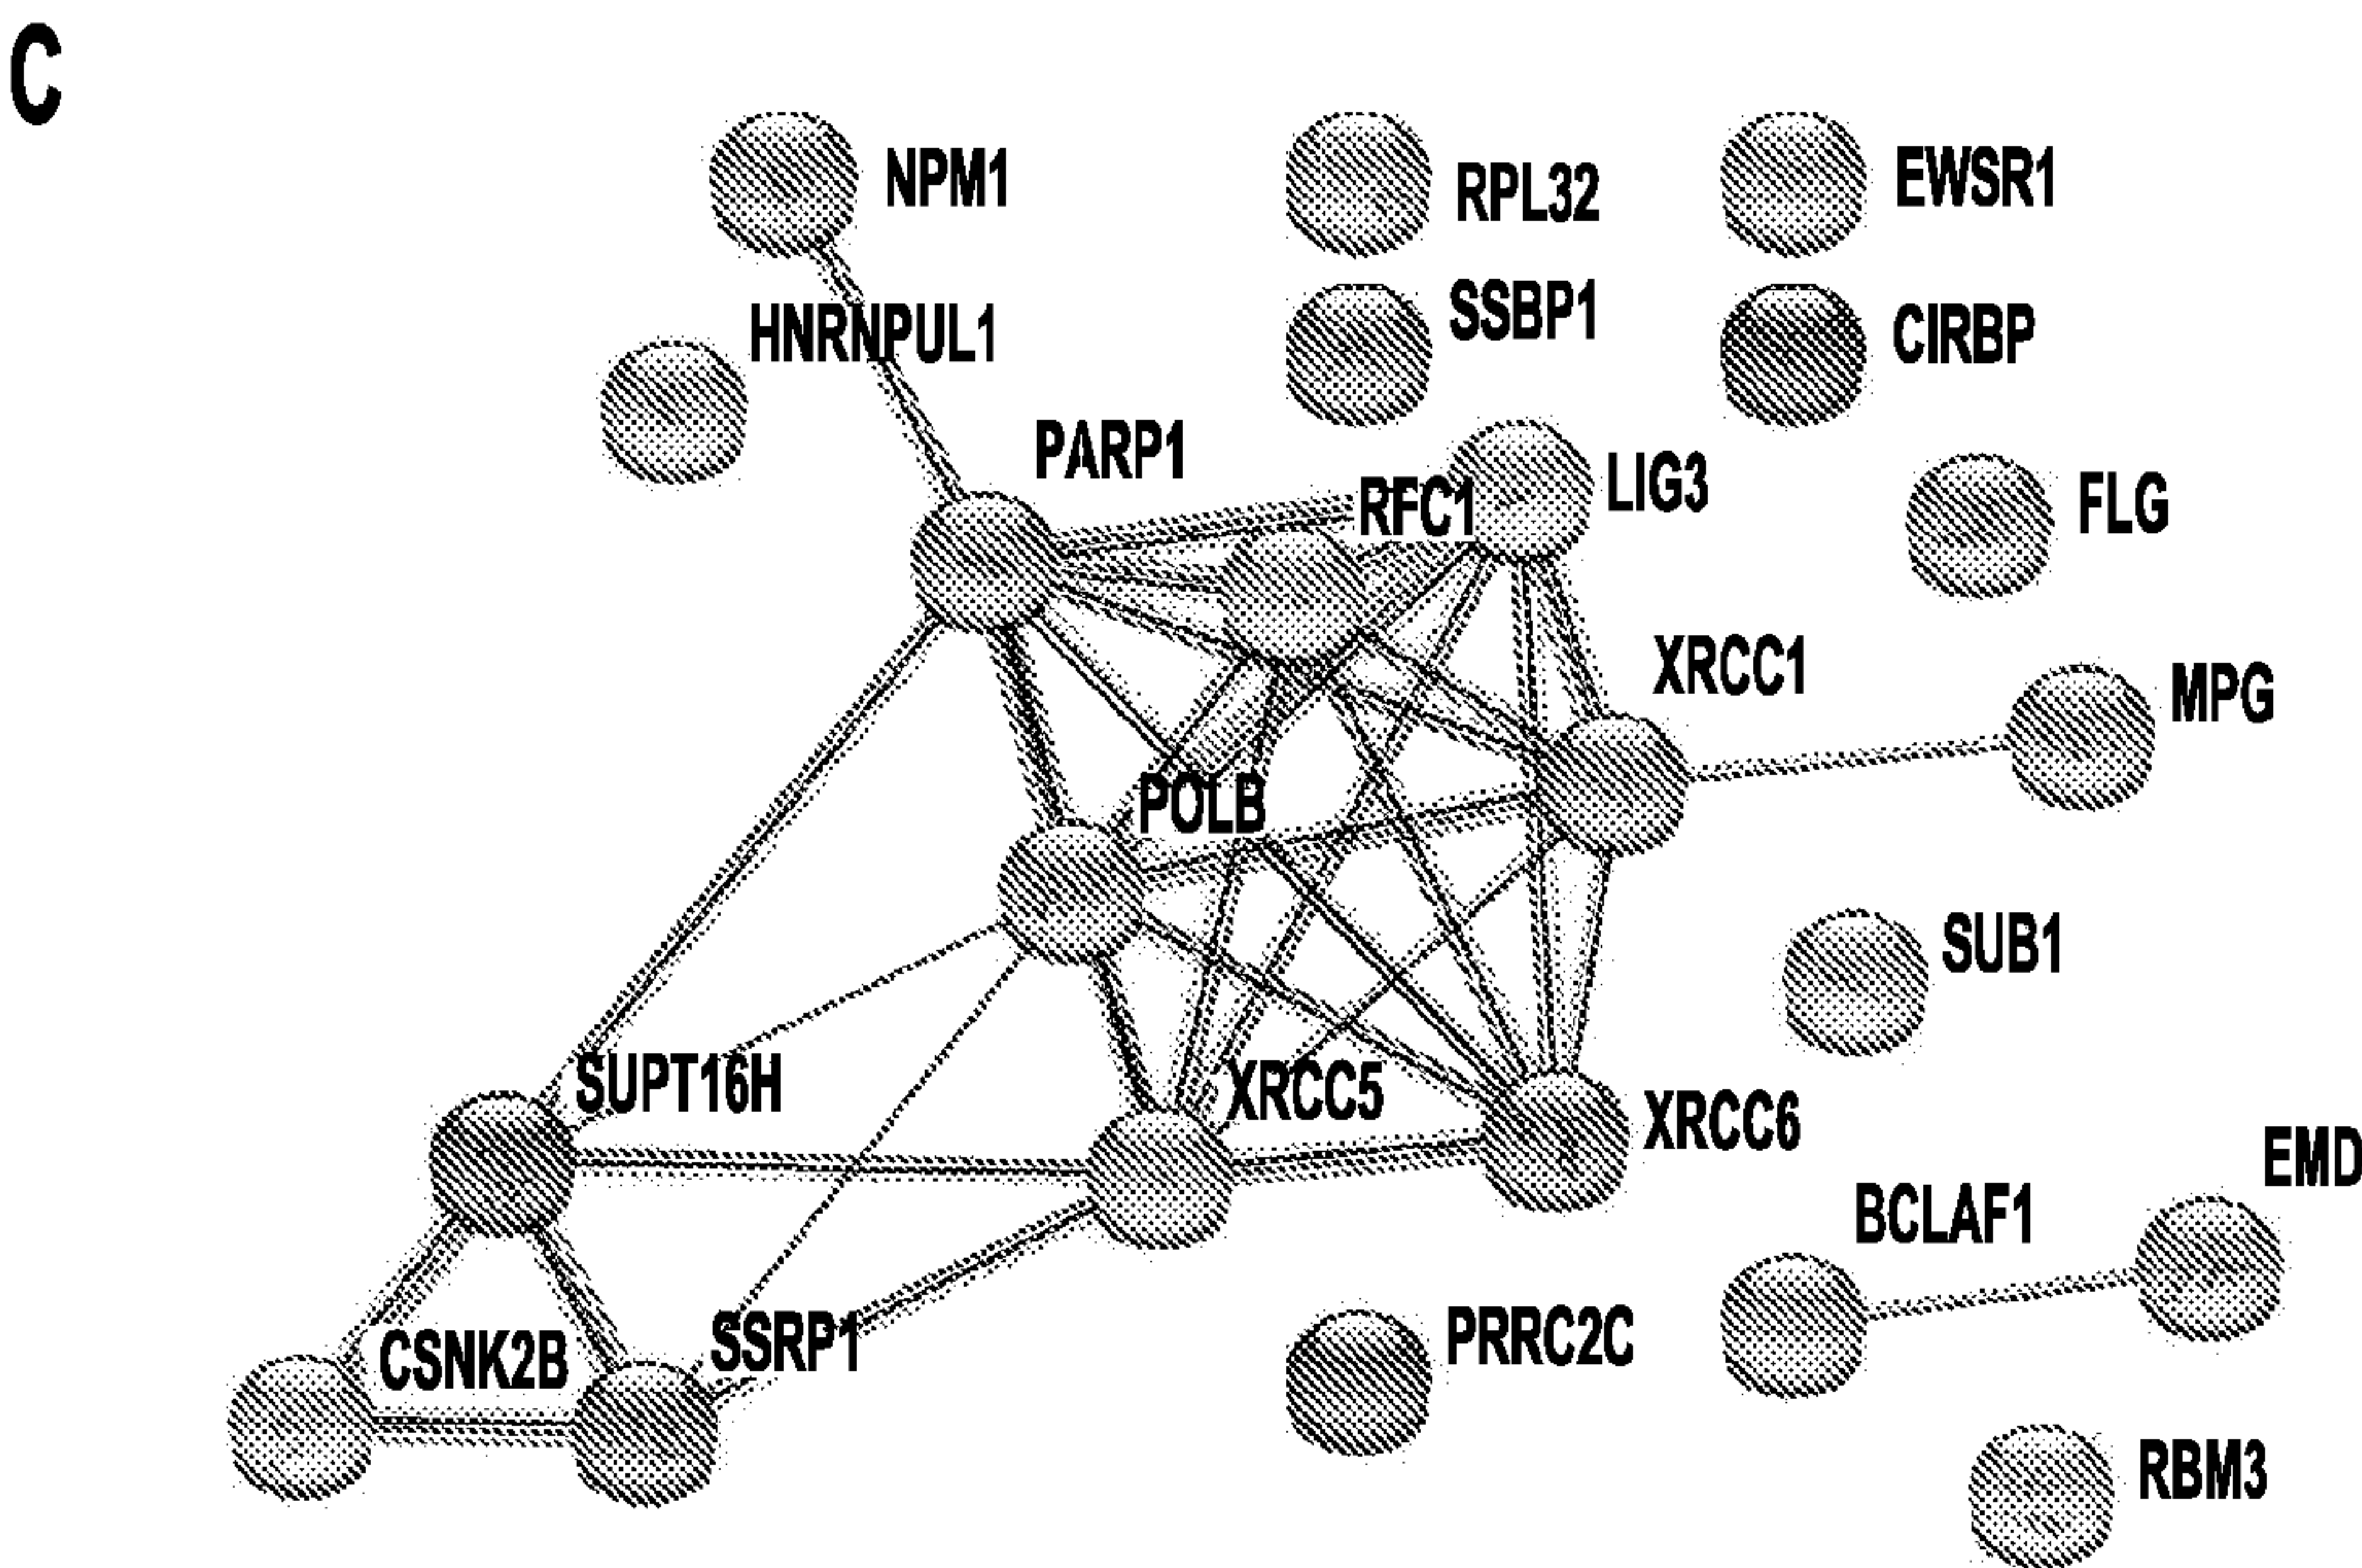 C
NPM1
RPL32
EWSR1
HNRNPUL1
SSBP1
CIRBP
PARP1
RFC1
LIG3
FLG
XRCC1
MPG
POLB
SUB1
SUPT16H
XRCC5
XRCC6
EMD
BCLAF1
CSNK2B
SSRP1
PRRC2C
RBM3